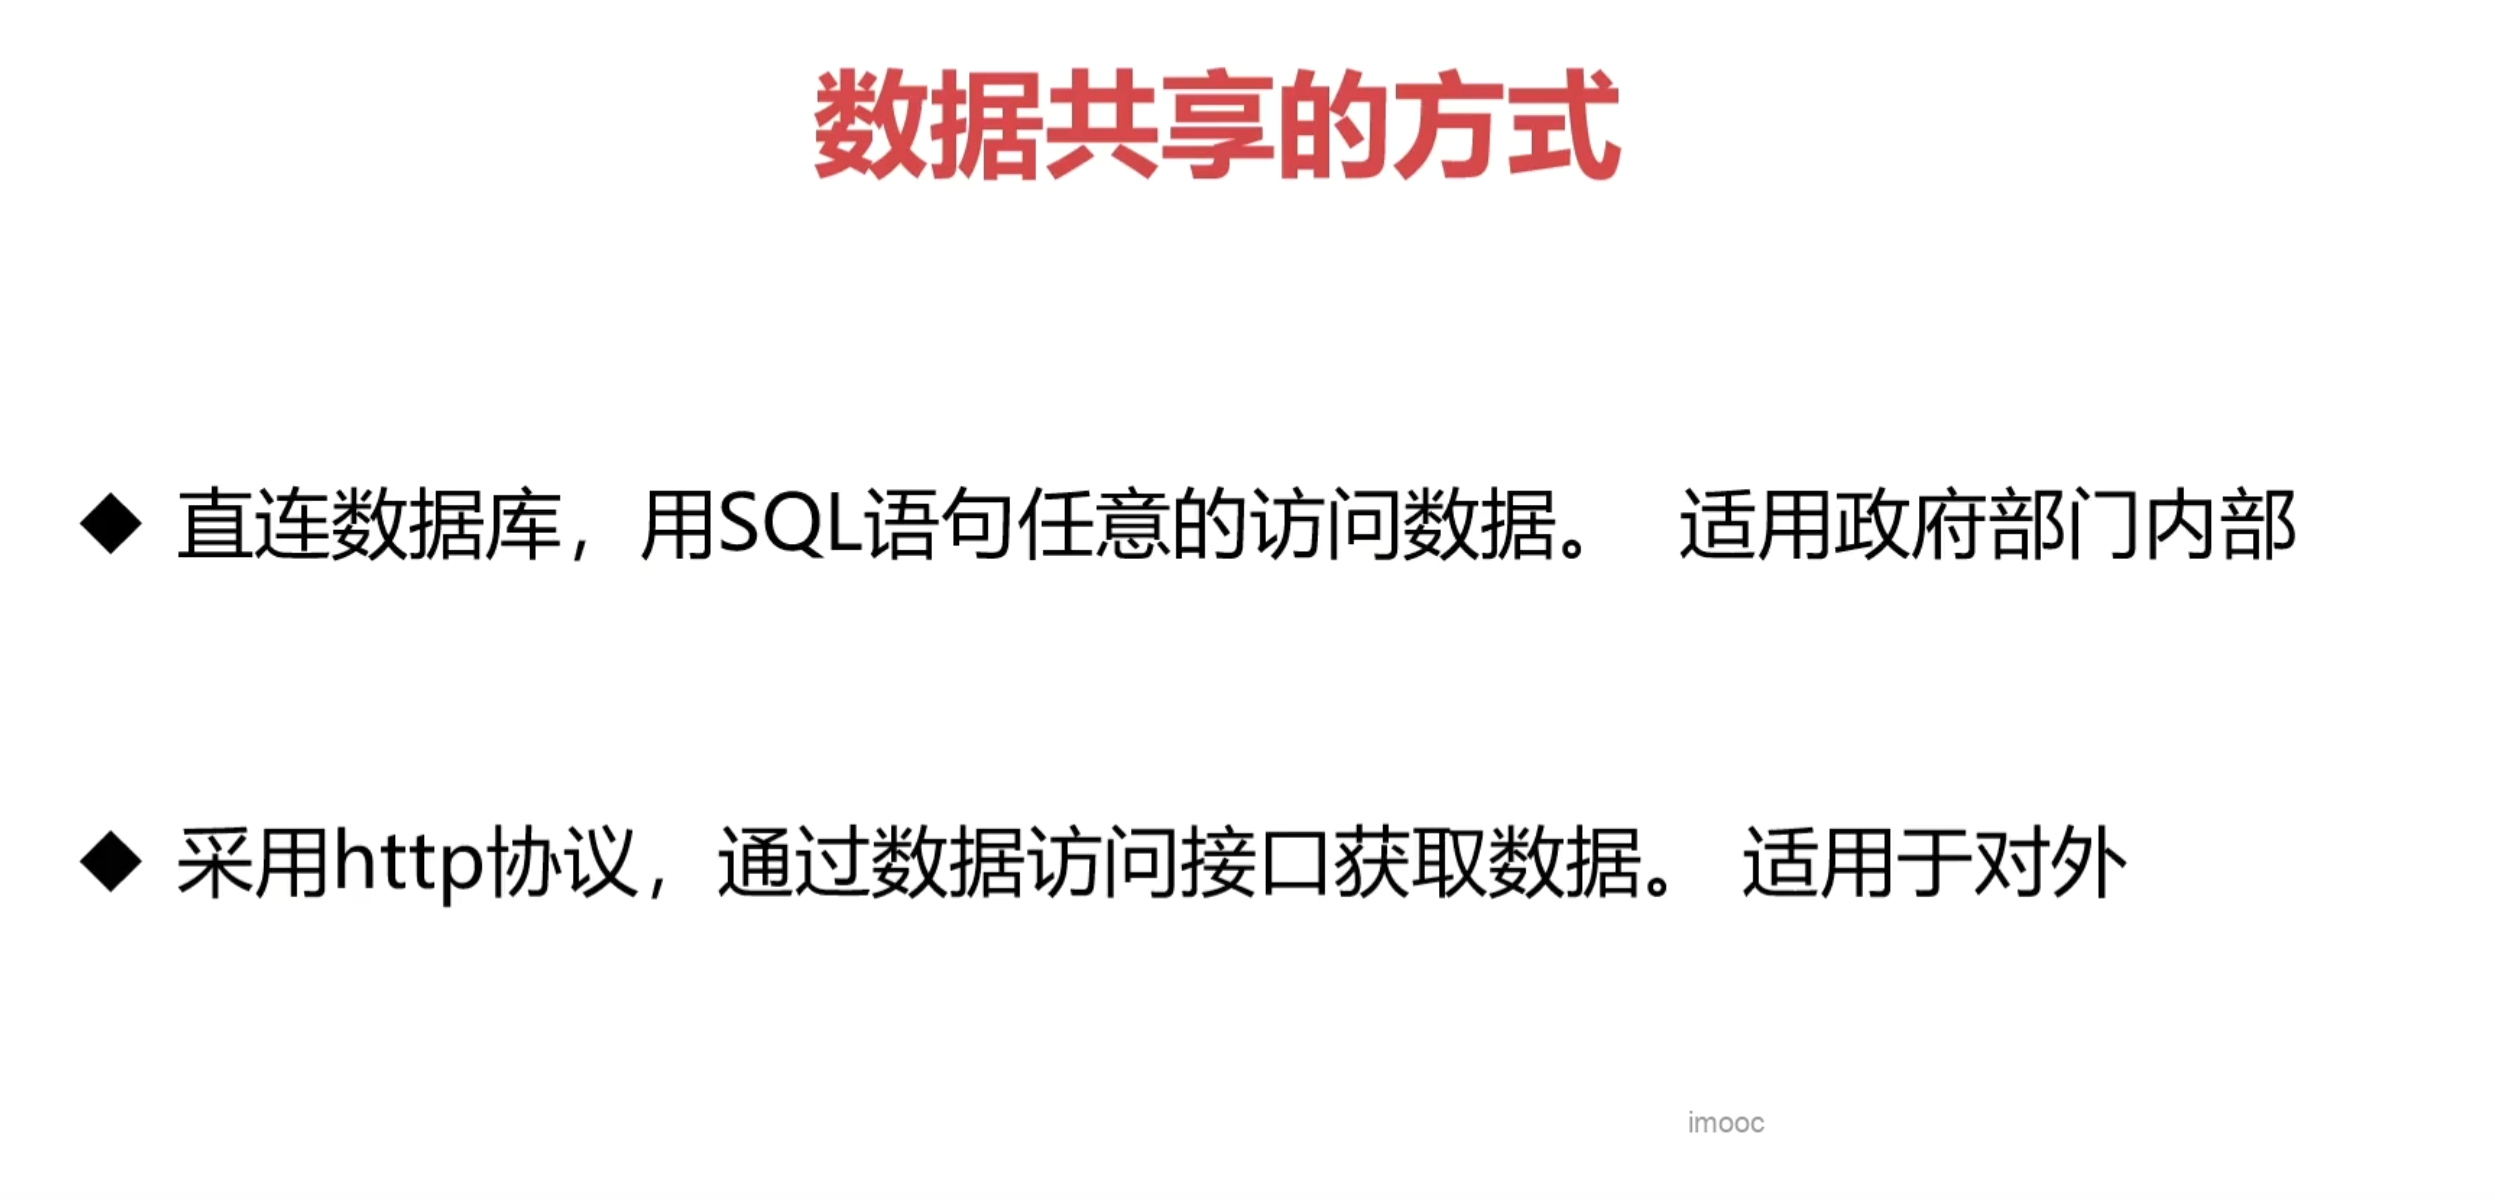 数据共享的方式
◆ 直连数据库，用SQL语句任意的访问数据。 适用政府部门内部
◆ 采用http协议，通过数据访问接口获取数据。 适用于对外
imooc